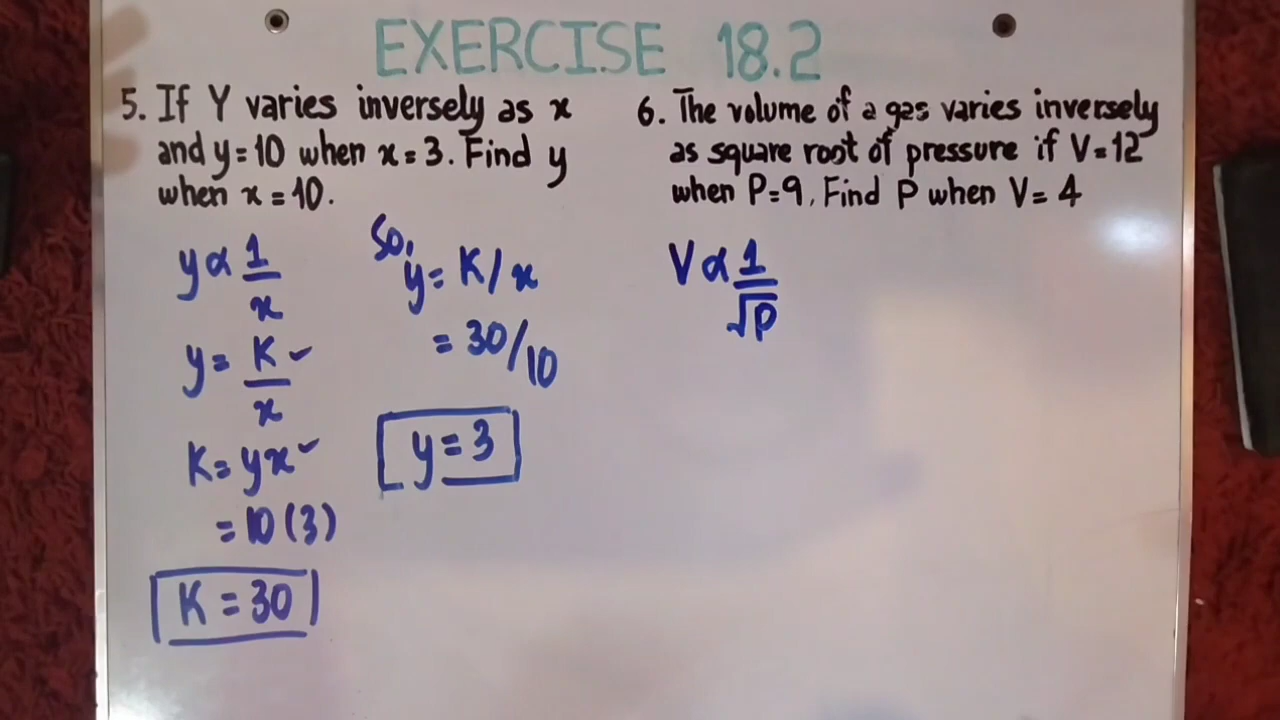 EXERCISE 18.2
5. If Y varies inversely as x
and y=10 when x=3. Find y
when x=10.
y∝1/x
y=K/x
K=yx
=10(3)
K=30
So,
y=K/x
=30/10
y=3
6. The volume of a gas varies inversely
as square root of pressure if V=12
when P=9, Find P when V=4
V∝1/√P